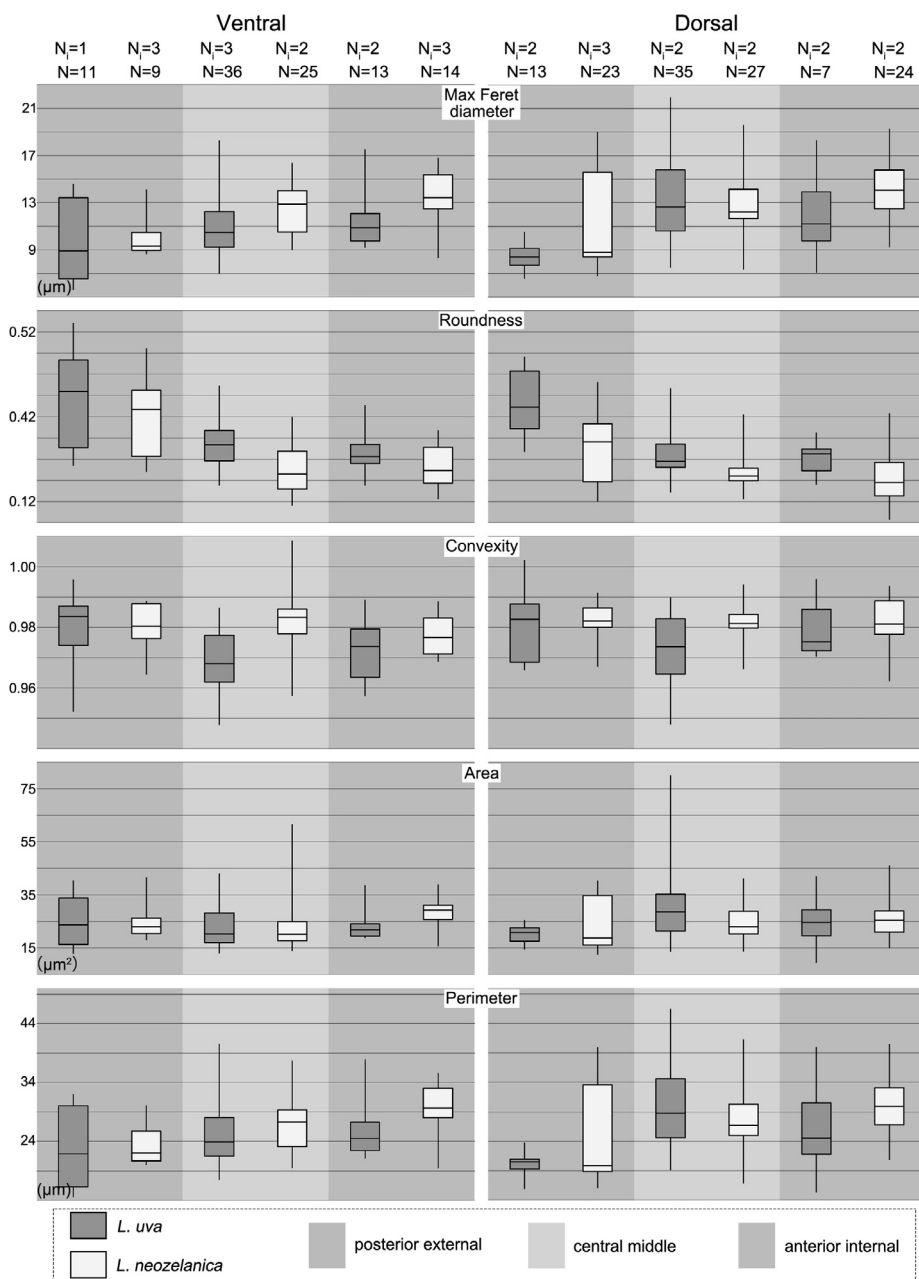 Ventral Dorsal
Ni=1 Ni=3 Ni=3 Ni=2 Ni=2 Ni=3 Ni=2 Ni=3 Ni=2 Ni=2 Ni=2 Ni=2
N=11 N=9 N=36 N=25 N=13 N=14 N=13 N=23 N=35 N=27 N=7 N=24
Max Feret
diameter
21
17
13
9
(µm)
Roundness
0.52
0.42
0.12
Convexity
1.00
0.98
0.96
Area
75
55
35
15
(µm²)
Perimeter
44
34
24
(µm)
L. uva
L. neozelanica
posterior external central middle anterior internal